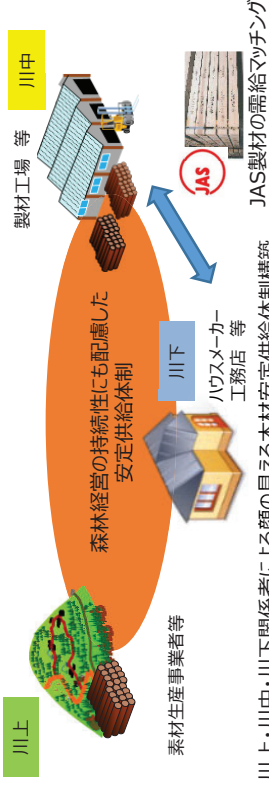 川上
素材生産事業者等
森林経営の持続性にも配慮した
安定供給体制
川中
製材工場 等
川下
ハウスメーカー
工務店 等
JAS
JAS製材の需給マッチング
川上・川中・川下関係者による顔の見える木材安定供給体制構築